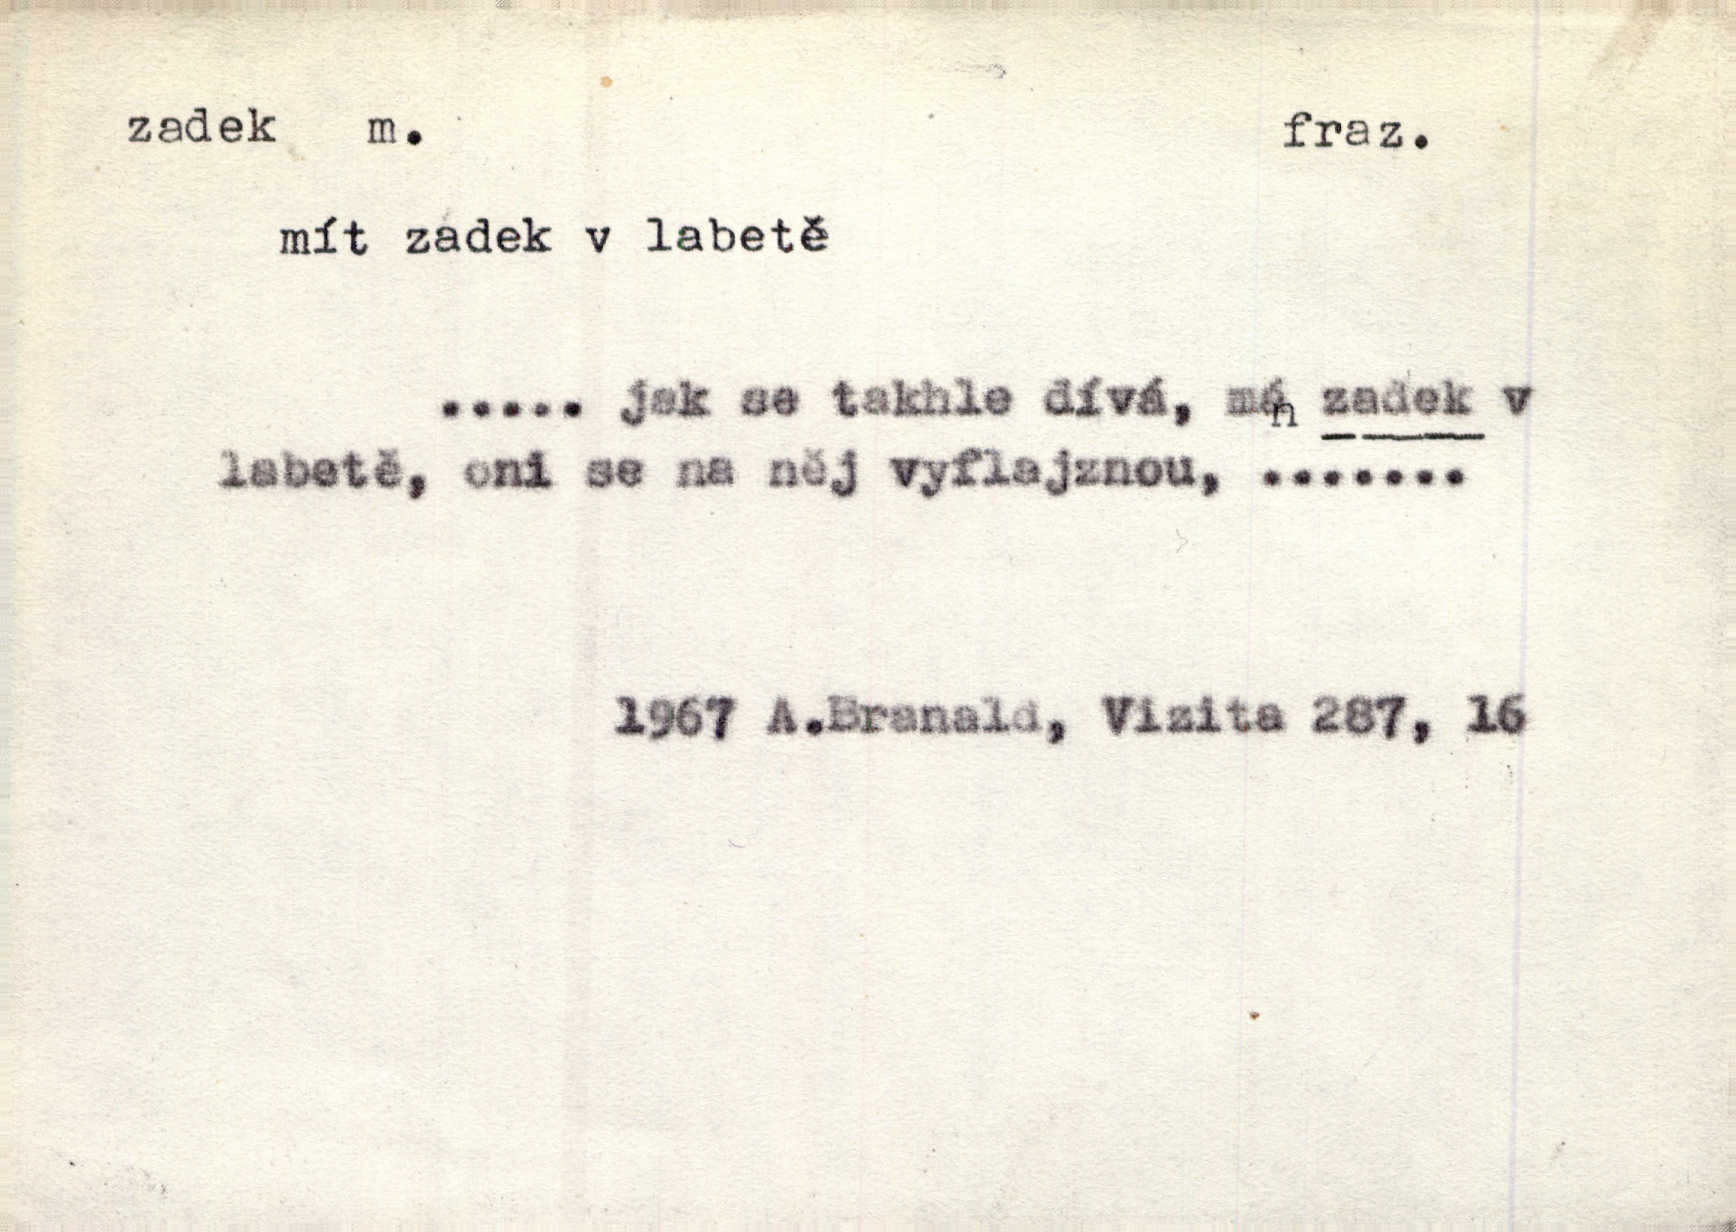 zadek   m.   fraz.
mít zadek v labetě
..... jak se takhle dívá, má zadek v
labetě, oni se na něj vyflajznou, .......
1967 A.Branald, Vizita 287, 16